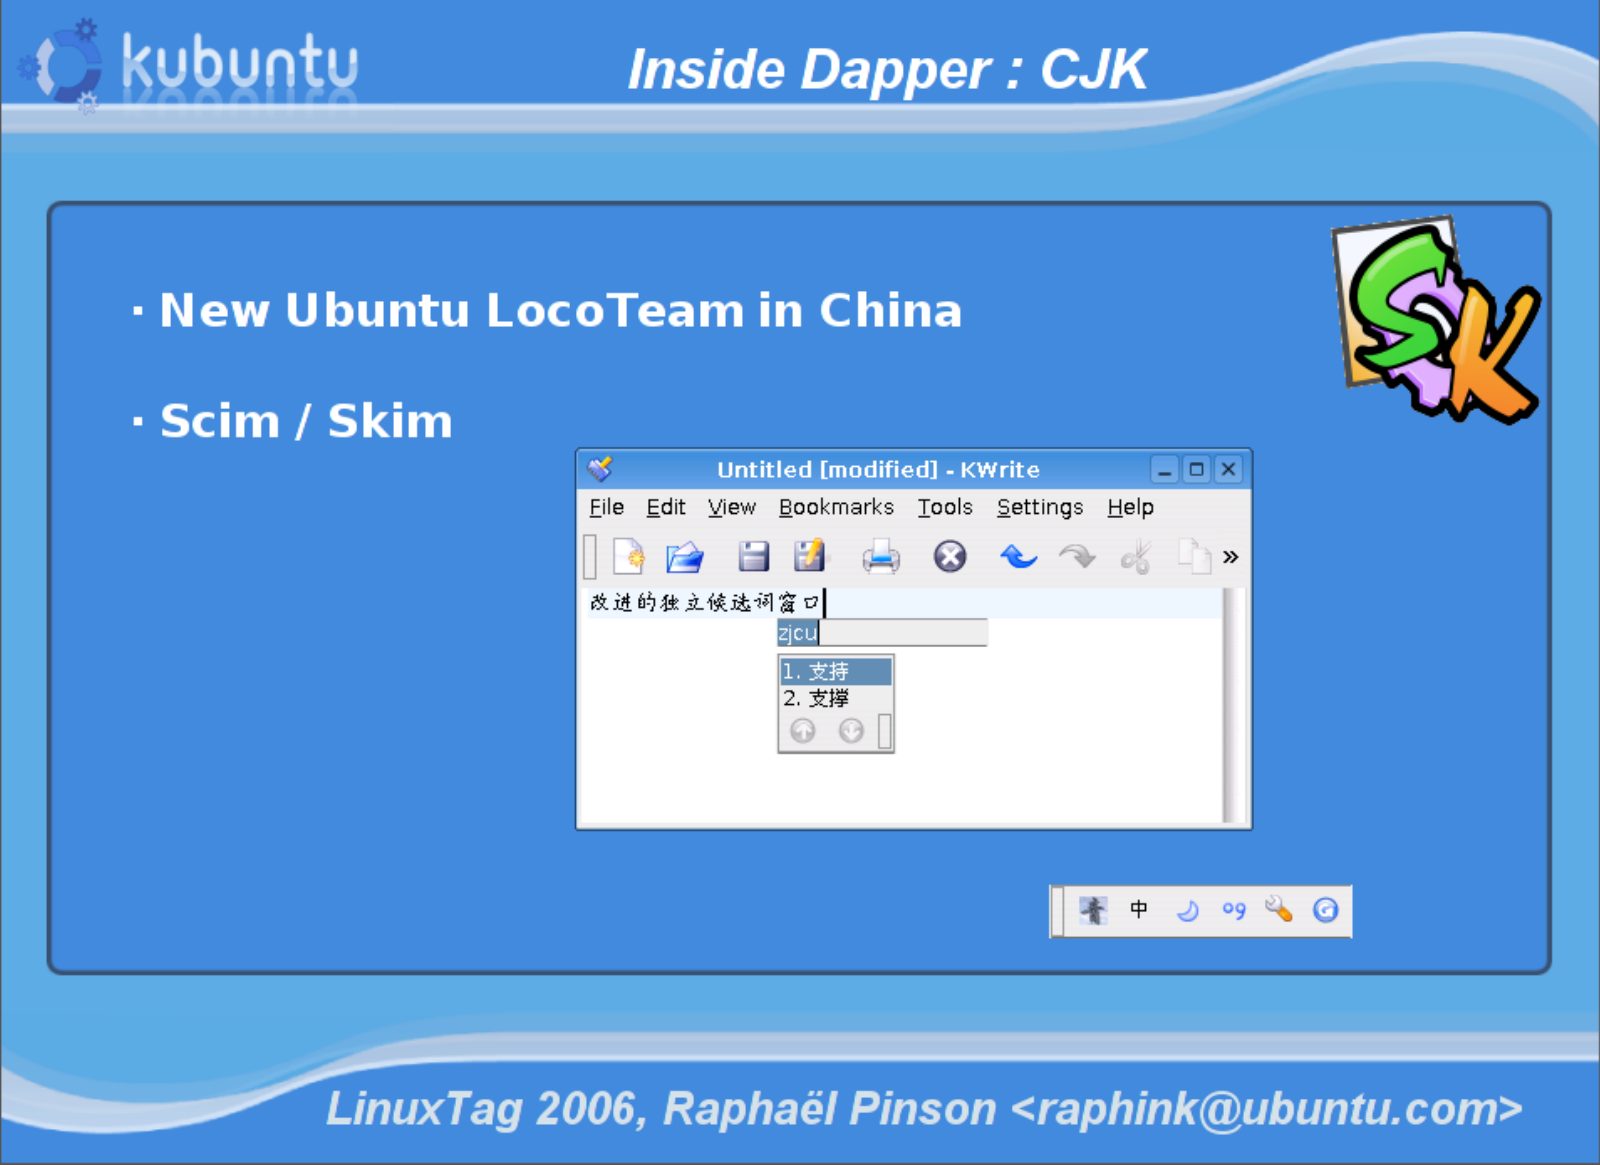 kubuntu
Inside Dapper : CJK
· New Ubuntu LocoTeam in China
· Scim / Skim
SK
Untitled [modified] - KWrite
File Edit View Bookmarks Tools Settings Help
»
改进的独立候选词窗口
zjcu
1. 支持
2. 支撑
中
LinuxTag 2006, Raphaël Pinson <raphink@ubuntu.com>